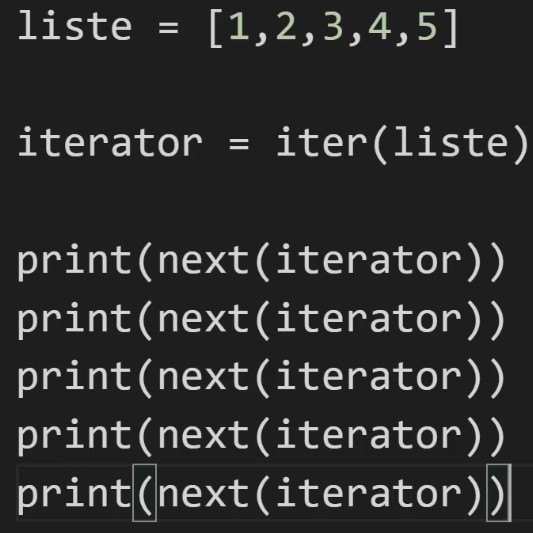 liste = [1,2,3,4,5]
iterator = iter(liste)
print(next(iterator))
print(next(iterator))
print(next(iterator))
print(next(iterator))
print(next(iterator))